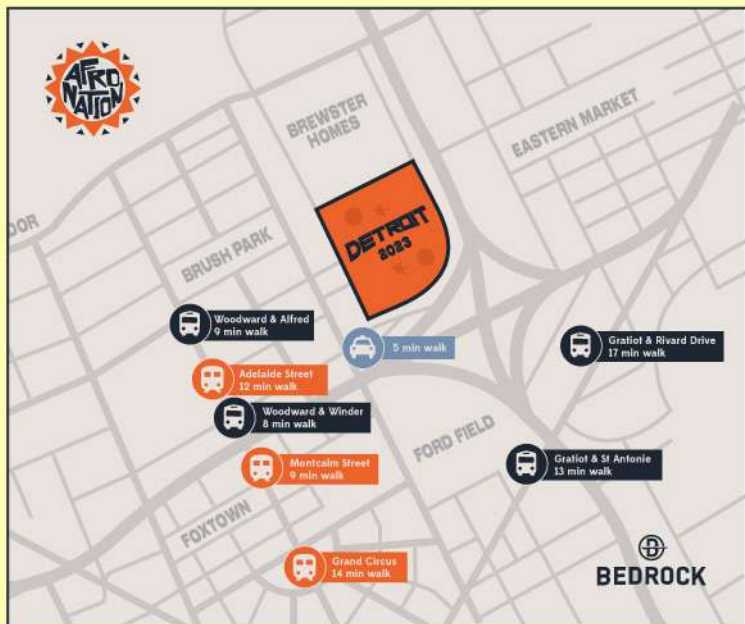 AFRO
NATION
BREWSTER
HOMES
EASTERN MARKET
DOR
DETROIT
2023
BRUSH PARK
Woodward & Alfred
9 min walk
5 min walk
Gratiot & Rivard Drive
17 min walk
Adelaide Street
12 min walk
Woodward & Winder
8 min walk
FORD FIELD
Montcalm Street
9 min walk
Gratiot & St Antonie
13 min walk
FOXTOWN
Grand Circus
14 min walk
BEDROCK